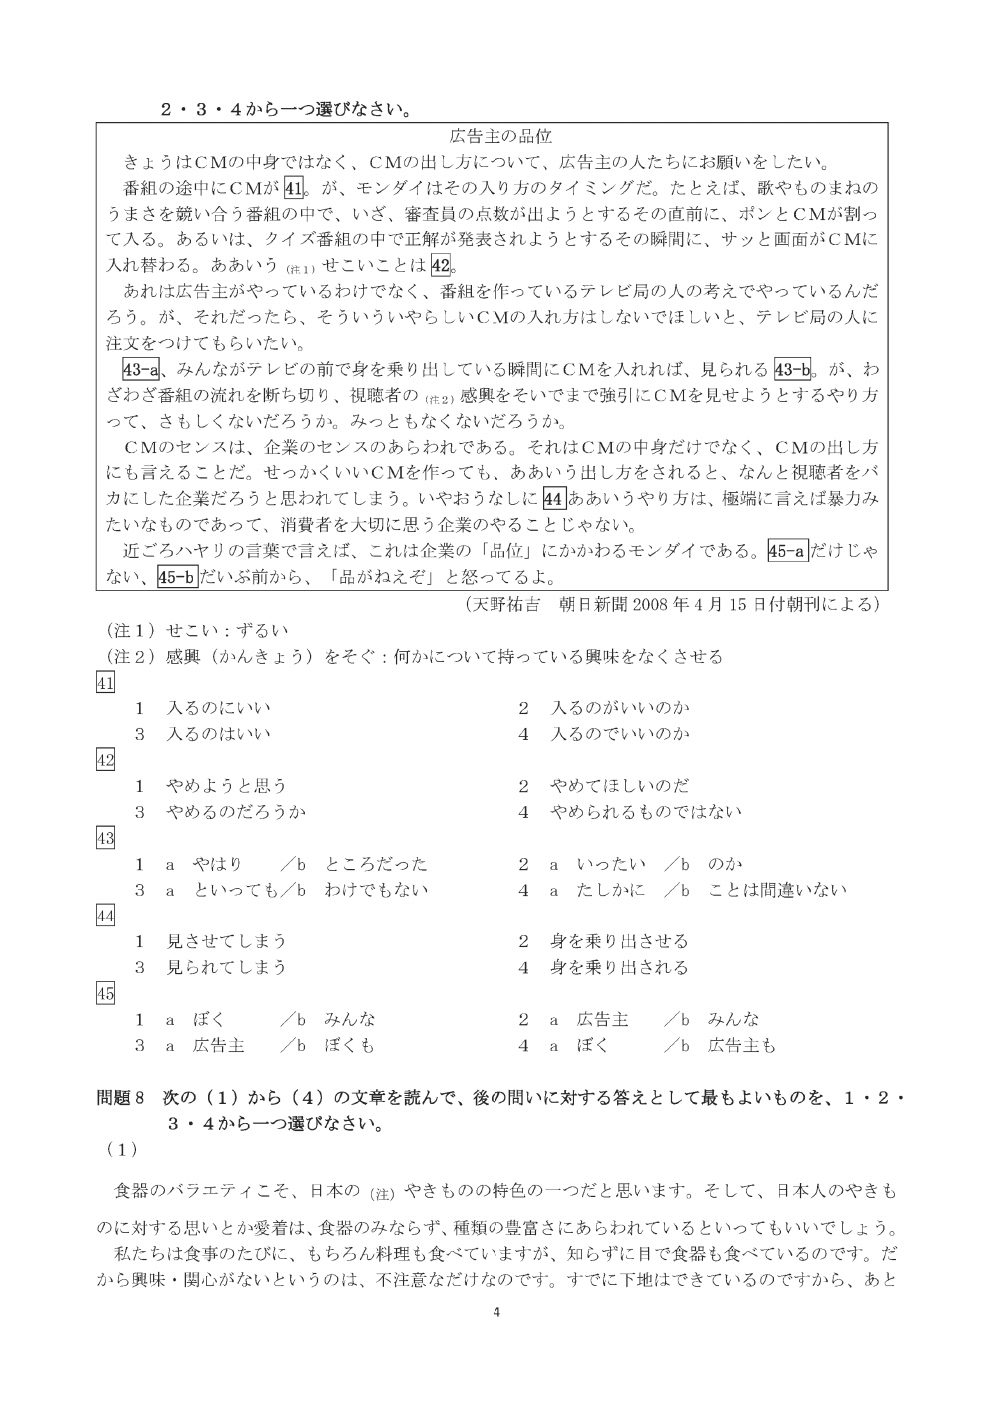 ２・３・４から一つ選びなさい。
広告主の品位
きょうはＣＭの中身ではなく、ＣＭの出し方について、広告主の人たちにお願いをしたい。
番組の途中にＣＭが 41。が、モンダイはその入り方のタイミングだ。たとえば、歌やものまねの
うまさを競い合う番組の中で、いざ、審査員の点数が出ようとするその直前に、ポンとＣＭが割っ
て入る。あるいは、クイズ番組の中で正解が発表されようとするその瞬間に、サッと画面がＣＭに
入れ替わる。ああいう（注１）せこいことは 42。
あれは広告主がやっているわけでなく、番組を作っているテレビ局の人の考えでやっているんだ
ろう。が、それだったら、そういういやらしいＣＭの入れ方はしないでほしいと、テレビ局の人に
注文をつけてもらいたい。
43-a、みんながテレビの前で身を乗り出している瞬間にＣＭを入れれば、見られる 43-b。が、わ
ざわざ番組の流れを断ち切り、視聴者の（注２）感興をそいでまで強引にＣＭを見せようとするやり方
って、さもしくないだろうか。みっともなくないだろうか。
ＣＭのセンスは、企業のセンスのあらわれである。それはＣＭの中身だけでなく、ＣＭの出し方
にも言えることだ。せっかくいいＣＭを作っても、ああいう出し方をされると、なんと視聴者をバ
カにした企業だろうと思われてしまう。いやおうなしに 44 ああいうやり方は、極端に言えば暴力み
たいなものであって、消費者を大切に思う企業のやることじゃない。
近ごろハヤリの言葉で言えば、これは企業の「品位」にかかわるモンダイである。45-a だけじゃ
ない、45-b だいぶ前から、「品がねえぞ」と怒ってるよ。
（天野祐吉　朝日新聞 2008 年 4 月 15 日付朝刊による）
（注１）せこい：ずるい
（注２）感興（かんきょう）をそぐ：何かについて持っている興味をなくさせる
41
1　入るのにいい　2　入るのがいいのか
3　入るのはいい　4　入るのでいいのか
42
1　やめようと思う　2　やめてほしいのだ
3　やめるのだろうか　4　やめられるものではない
43
1　a　やはり　／b　ところだった　2　a　いったい　／b　のか
3　a　といっても／b　わけでもない　4　a　たしかに　／b　ことは間違いない
44
1　見させてしまう　2　身を乗り出させる
3　見られてしまう　4　身を乗り出される
45
1　a　ぼく　／b　みんな　2　a　広告主　／b　みんな
3　a　広告主　／b　ぼくも　4　a　ぼく　／b　広告主も
問題８　次の（１）から（４）の文章を読んで、後の問いに対する答えとして最もよいものを、１・２・
３・４から一つ選びなさい。
（１）
食器のバラエティこそ、日本の（注）やきものの特色の一つだと思います。そして、日本人のやきも
のに対する思いとか愛着は、食器のみならず、種類の豊富さにあらわれているといってもいいでしょう。
私たちは食事のたびに、もちろん料理も食べていますが、知らずに目で食器も食べているのです。だ
から興味・関心がないというのは、不注意なだけなのです。すでに下地はできているのですから、あと
4